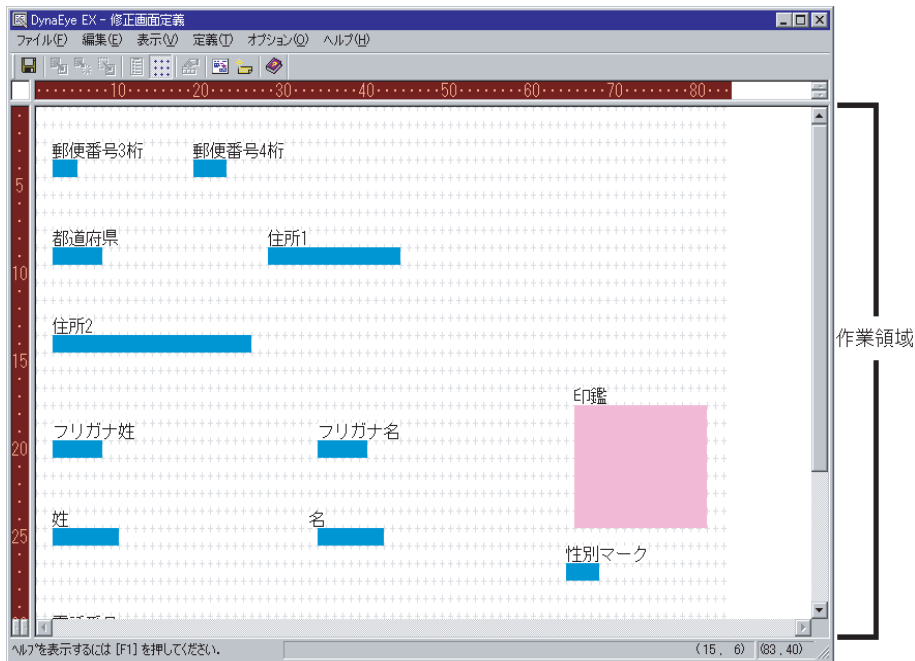 DynaEye EX - 修正画面定義
ファイル(F) 編集(E) 表示(V) 定義(T) オプション(O) ヘルプ(H)
10 20 30 40 50 60 70 80
郵便番号3桁 郵便番号4桁
5
都道府県 住所1
10
住所2
15
作業領域
印鑑
フリガナ姓 フリガナ名
20
姓 名
25
性別マーク
ヘルプを表示するには [F1] を押してください。 (15, 6) (83,40)